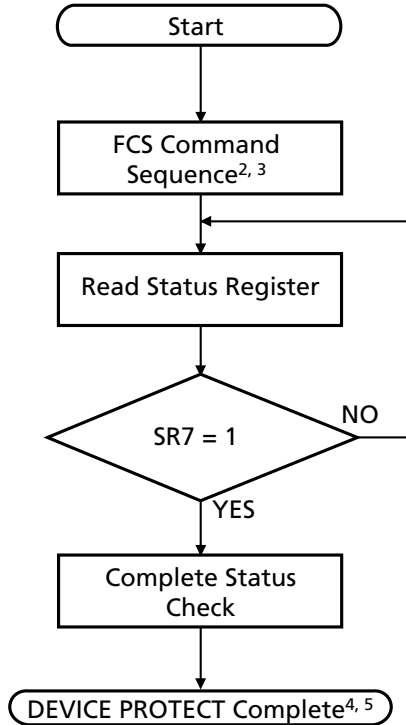 Start
FCS Command
Sequence2, 3
Read Status Register
SR7 = 1
NO
YES
Complete Status
Check
DEVICE PROTECT Complete4, 5